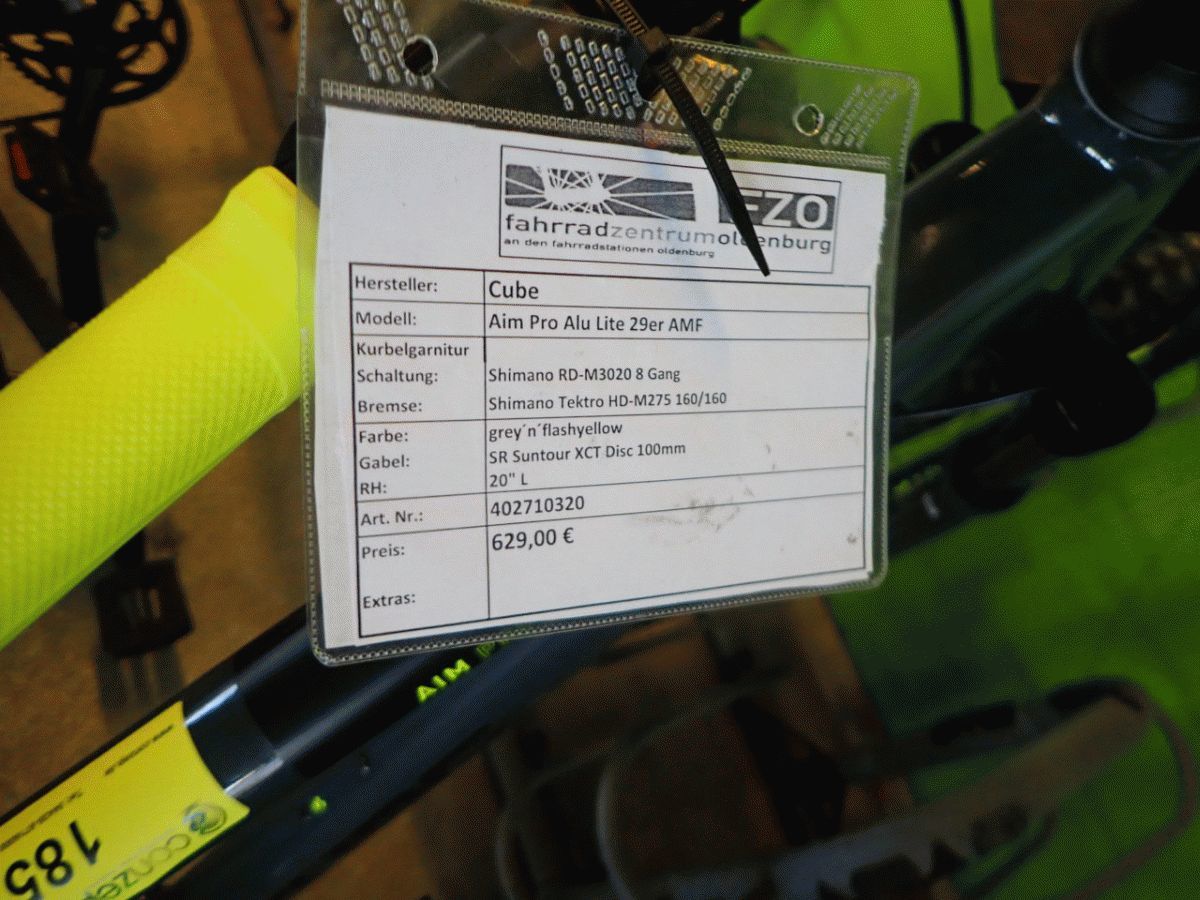 FZO
fahrradzentrumoldenburg
an den fahrradstationen oldenburg
Hersteller: Cube
Modell: Aim Pro Alu Lite 29er AMF
Kurbelgarnitur
Schaltung: Shimano RD-M3020 8 Gang
Bremse: Shimano Tektro HD-M275 160/160
Farbe: grey´n´flashyellow
Gabel: SR Suntour XCT Disc 100mm
RH: 20" L
Art. Nr.: 402710320
Preis: 629,00 €
Extras:
AIM
185